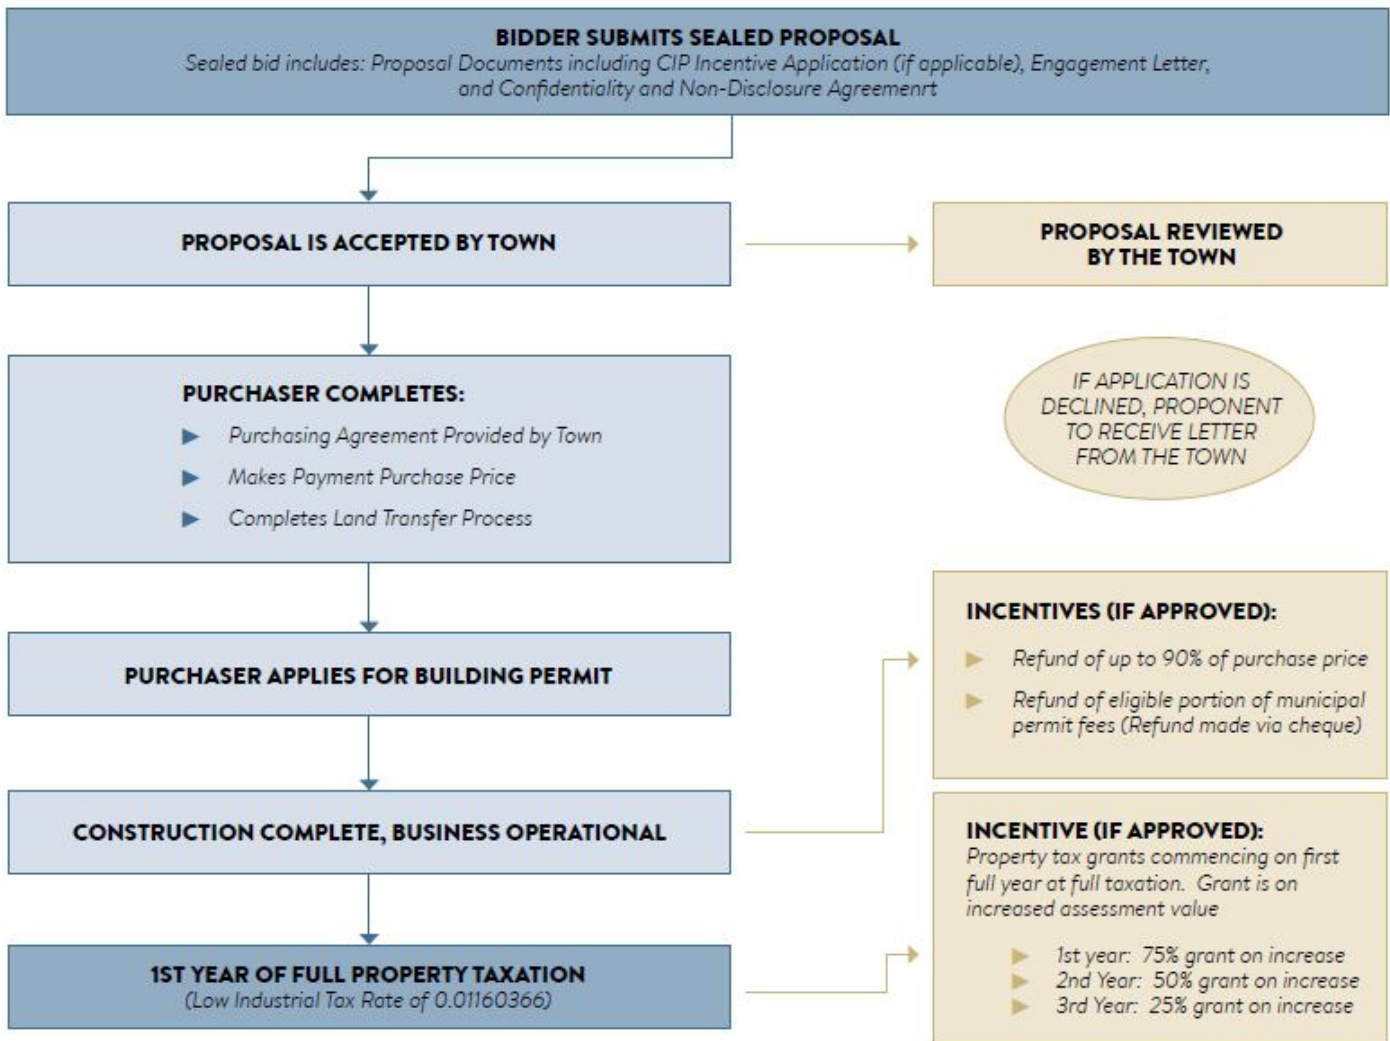 BIDDER SUBMITS SEALED PROPOSAL
Sealed bid includes: Proposal Documents including CIP Incentive Application (if applicable), Engagement Letter,
and Confidentiality and Non-Disclosure Agreemenrt
PROPOSAL IS ACCEPTED BY TOWN
PROPOSAL REVIEWED
BY THE TOWN
PURCHASER COMPLETES:
Purchasing Agreement Provided by Town
Makes Payment Purchase Price
Completes Land Transfer Process
IF APPLICATION IS
DECLINED, PROPONENT
TO RECEIVE LETTER
FROM THE TOWN
PURCHASER APPLIES FOR BUILDING PERMIT
INCENTIVES (IF APPROVED):
Refund of up to 90% of purchase price
Refund of eligible portion of municipal
permit fees (Refund made via cheque)
CONSTRUCTION COMPLETE, BUSINESS OPERATIONAL
INCENTIVE (IF APPROVED):
Property tax grants commencing on first
full year at full taxation. Grant is on
increased assessment value
1st year: 75% grant on increase
2nd Year: 50% grant on increase
3rd Year: 25% grant on increase
1ST YEAR OF FULL PROPERTY TAXATION
(Low Industrial Tax Rate of 0.01160366)